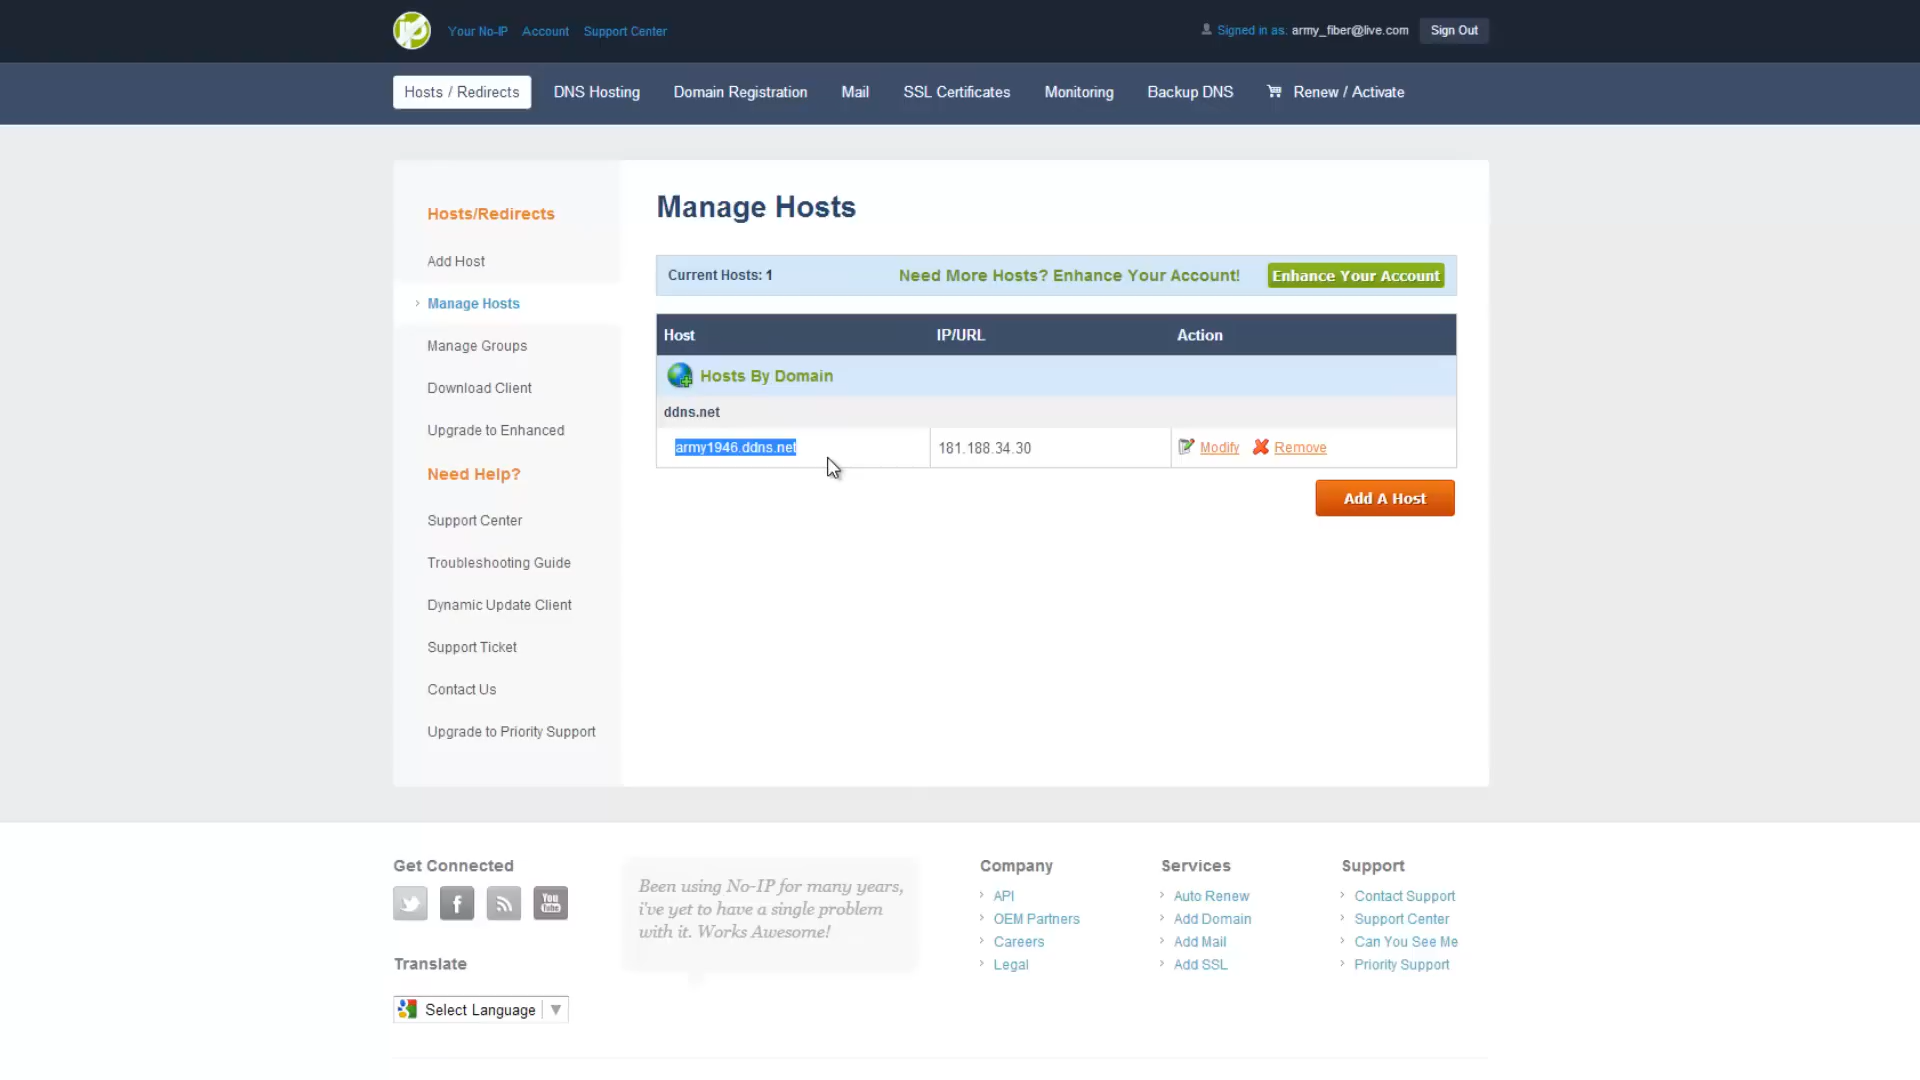 Your No-IP Account Support Center
Signed in as: army_fiber@live.com Sign Out
Hosts / Redirects DNS Hosting Domain Registration Mail SSL Certificates Monitoring Backup DNS Renew / Activate
Hosts/Redirects
Add Host
Manage Hosts
Manage Groups
Download Client
Upgrade to Enhanced
Need Help?
Support Center
Troubleshooting Guide
Dynamic Update Client
Support Ticket
Contact Us
Upgrade to Priority Support
Manage Hosts
Current Hosts: 1 Need More Hosts? Enhance Your Account! Enhance Your Account
Host IP/URL Action
Hosts By Domain
ddns.net
army1946.ddns.net 181.188.34.30 Modify Remove
Add A Host
Get Connected
You Tube
Translate
Select Language
Been using No-IP for many years,
i've yet to have a single problem
with it. Works Awesome!
Company
API
OEM Partners
Careers
Legal
Services
Auto Renew
Add Domain
Add Mail
Add SSL
Support
Contact Support
Support Center
Can You See Me
Priority Support